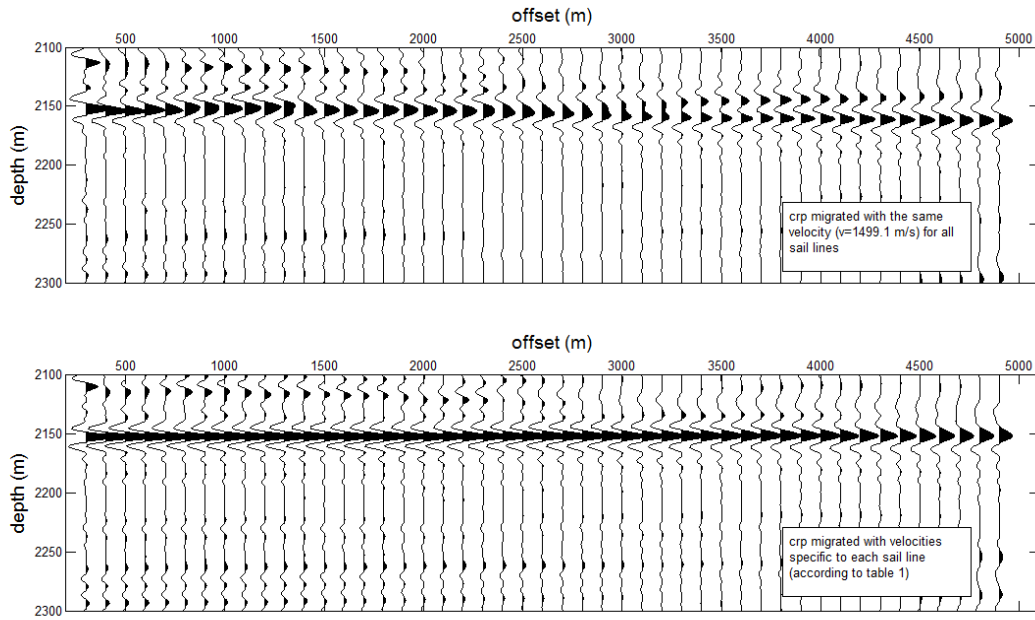 offset (m)
500 1000 1500 2000 2500 3000 3500 4000 4500 5000
2100
2150
depth (m)
2200
2250
2300
crp migrated with the same
velocity (v=1499.1 m/s) for all
sail lines
offset (m)
500 1000 1500 2000 2500 3000 3500 4000 4500 5000
2100
2150
depth (m)
2200
2250
2300
crp migrated with velocities
specific to each sail line
(according to table 1)